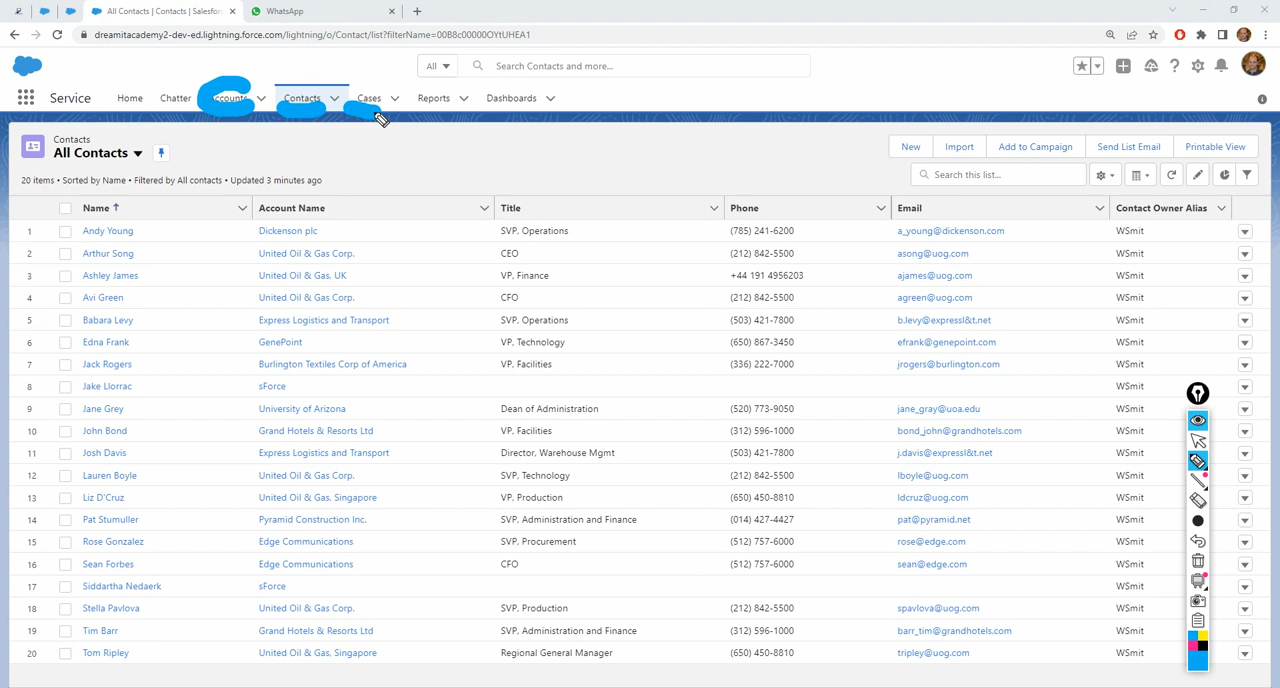 All Contacts | Contacts | Salesfor
WhatsApp
dreamitacademy2-dev-ed.lightning.force.com/lightning/o/Contact/list?filterName=00B8c00000OYtUHEA1
All Search Contacts and more...
Service Home Chatter Accounts Contacts Cases Reports Dashboards
Contacts
All Contacts
New Import Add to Campaign Send List Email Printable View
20 items • Sorted by Name • Filtered by All contacts • Updated 3 minutes ago
Search this list...
Name Account Name Title Phone Email Contact Owner Alias
1 Andy Young Dickenson plc SVP, Operations (785) 241-6200 a_young@dickenson.com WSmit
2 Arthur Song United Oil & Gas Corp. CEO (212) 842-5500 asong@uog.com WSmit
3 Ashley James United Oil & Gas, UK VP, Finance +44 191 4956203 ajames@uog.com WSmit
4 Avi Green United Oil & Gas Corp. CFO (212) 842-5500 agreen@uog.com WSmit
5 Babara Levy Express Logistics and Transport SVP, Operations (503) 421-7800 b.levy@expressl&t.net WSmit
6 Edna Frank GenePoint VP, Technology (650) 867-3450 efrank@genepoint.com WSmit
7 Jack Rogers Burlington Textiles Corp of America VP, Facilities (336) 222-7000 jrogers@burlington.com WSmit
8 Jake Llorrac sForce WSmit
9 Jane Grey University of Arizona Dean of Administration (520) 773-9050 jane_gray@uoa.edu WSmit
10 John Bond Grand Hotels & Resorts Ltd VP, Facilities (312) 596-1000 bond_john@grandhotels.com WSmit
11 Josh Davis Express Logistics and Transport Director, Warehouse Mgmt (503) 421-7800 j.davis@expressl&t.net WSmit
12 Lauren Boyle United Oil & Gas Corp. SVP, Technology (212) 842-5500 lboyle@uog.com WSmit
13 Liz D'Cruz United Oil & Gas, Singapore VP, Production (650) 450-8810 ldcruz@uog.com WSmit
14 Pat Stumuller Pyramid Construction Inc. SVP, Administration and Finance (014) 427-4427 pat@pyramid.net WSmit
15 Rose Gonzalez Edge Communications SVP, Procurement (512) 757-6000 rose@edge.com WSmit
16 Sean Forbes Edge Communications CFO (512) 757-6000 sean@edge.com WSmit
17 Siddartha Nedaerk sForce WSmit
18 Stella Pavlova United Oil & Gas Corp. SVP, Production (212) 842-5500 spavlova@uog.com WSmit
19 Tim Barr Grand Hotels & Resorts Ltd SVP, Administration and Finance (312) 596-1000 barr_tim@grandhotels.com WSmit
20 Tom Ripley United Oil & Gas, Singapore Regional General Manager (650) 450-8810 tripley@uog.com WSmit